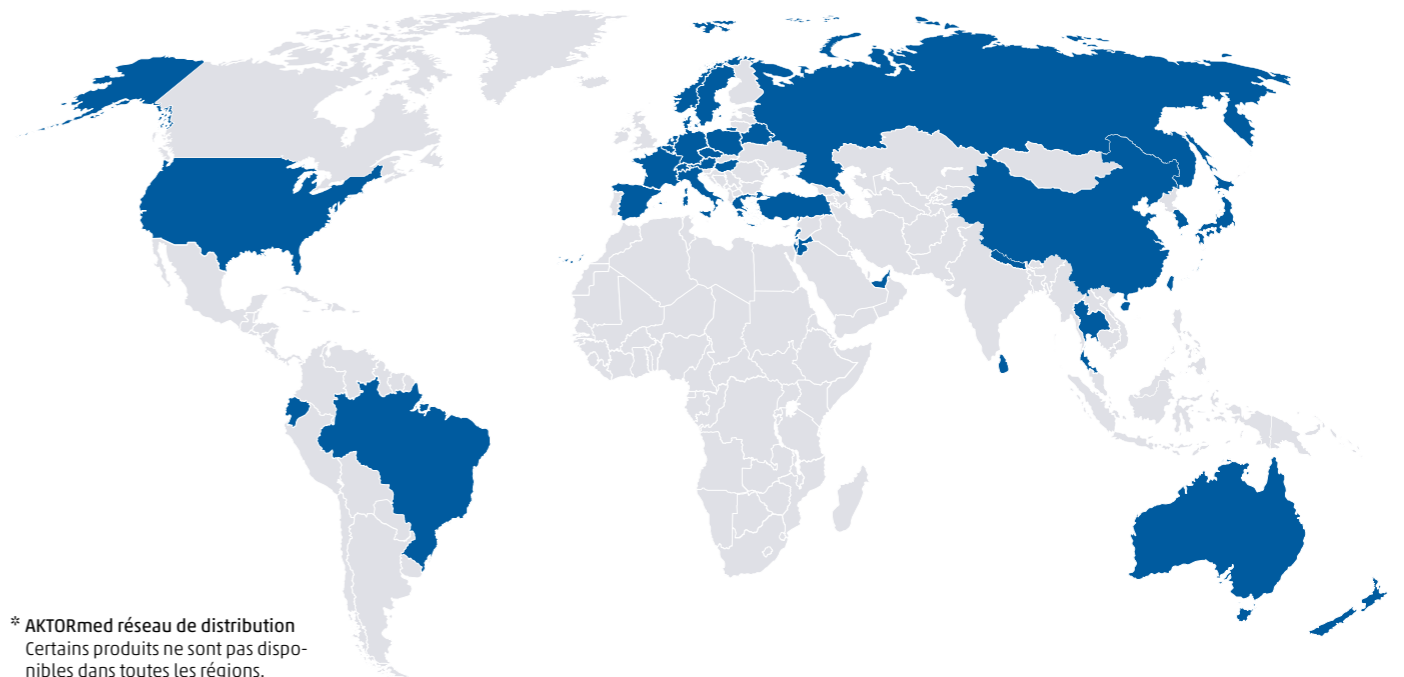 * AKTORmed réseau de distribution
Certains produits ne sont pas dispo-
nibles dans toutes les régions.